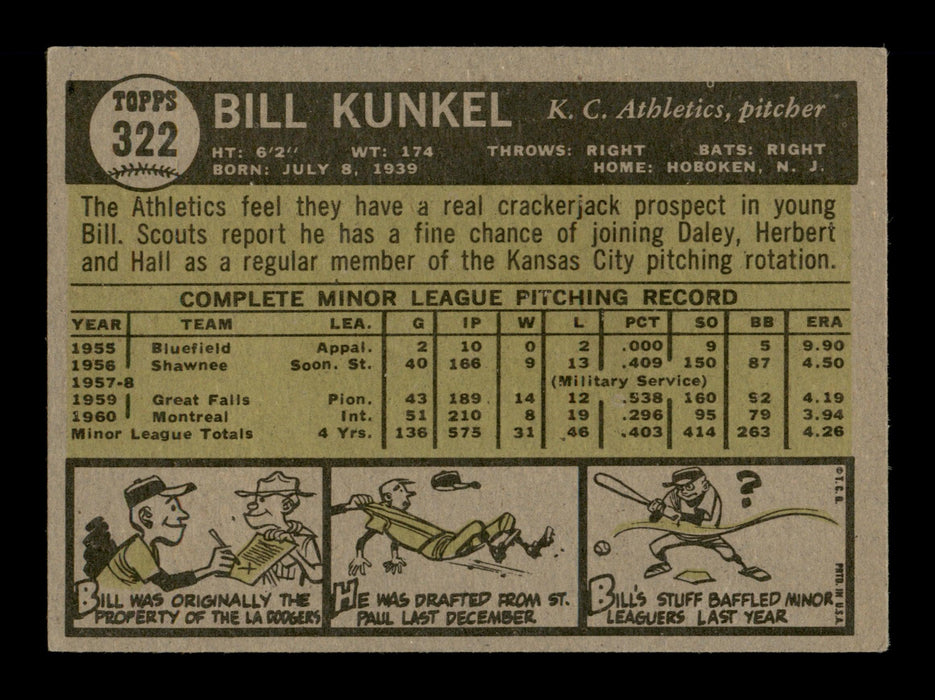 TOPPS
322
BILL KUNKEL K. C. Athletics, pitcher
HT: 6'2" WT: 174 THROWS: RIGHT BATS: RIGHT
BORN: JULY 8, 1939 HOME: HOBOKEN, N. J.
The Athletics feel they have a real crackerjack prospect in young
Bill. Scouts report he has a fine chance of joining Daley, Herbert
and Hall as a regular member of the Kansas City pitching rotation.
COMPLETE MINOR LEAGUE PITCHING RECORD
YEAR TEAM LEA. G IP W L PCT SO BB ERA
1955 Bluefield Appal. 2 10 0 2 .000 9 5 9.90
1956 Shawnee Soon. St. 40 166 9 13 .409 150 87 4.50
1957-8 (Military Service)
1959 Great Falls Pion. 43 189 14 12 .538 160 92 4.19
1960 Montreal Int. 51 210 8 19 .296 95 79 3.94
Minor League Totals 4 Yrs. 136 575 31 46 .403 414 263 4.26
BILL WAS ORIGINALLY THE
PROPERTY OF THE LA DODGERS
HE WAS DRAFTED FROM ST.
PAUL LAST DECEMBER
?
BILL'S STUFF BAFFLED MINOR
LEAGUERS LAST YEAR
© T. C. G.
PRTD. IN U.S.A.